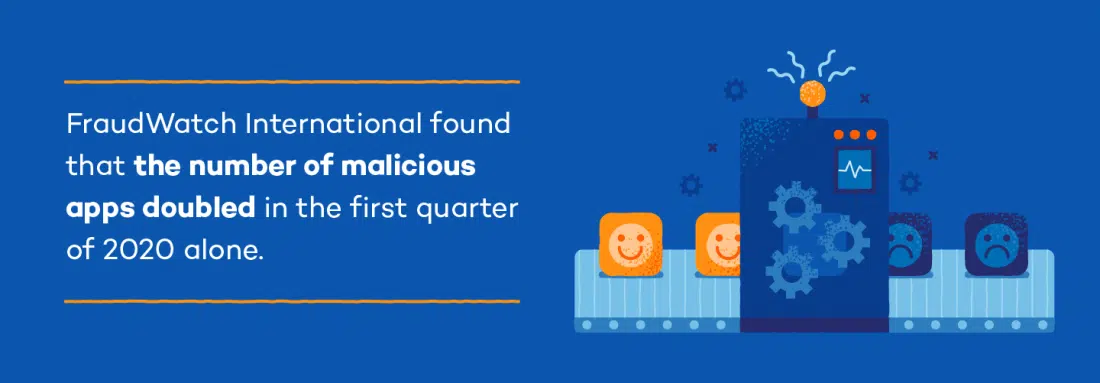 FraudWatch International found
that the number of malicious
apps doubled in the first quarter
of 2020 alone.